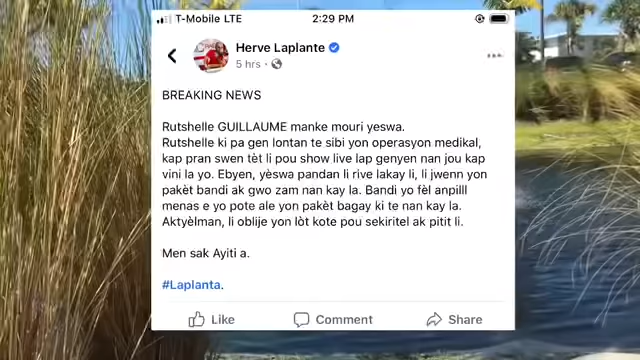 T-Mobile LTE 2:29 PM
Herve Laplante
5 hrs
BREAKING NEWS
Rutshelle GUILLAUME manke mouri yeswa.
Rutshelle ki pa gen lontan te sibi yon operasyon medikal,
kap pran swen tèt li pou show live lap genyen nan jou kap
vini la yo. Ebyen, yèswa pandan li rive lakay li, li jwenn yon
pakèt bandi ak gwo zam nan kay la. Bandi yo fèl anpilll
menas e yo pote ale yon pakèt bagay ki te nan kay la.
Aktyèlman, li oblije yon lòt kote pou sekiritel ak pitit li.
Men sak Ayiti a.
#Laplanta.
Like Comment Share